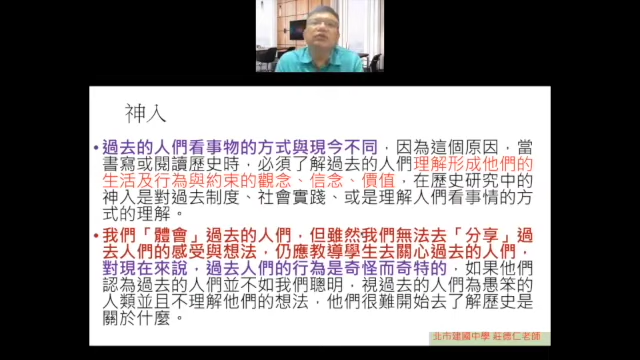 神入
•過去的人們看事物的方式與現今不同，因為這個原因，當
書寫或閱讀歷史時，必須了解過去的人們理解形成他們的
生活及行為與約束的觀念、信念、價值，在歷史研究中的
神入是對過去制度、社會實踐、或是理解人們看事情的方
式的理解。
•我們「體會」過去的人們，但雖然我們無法去「分享」過
去人們的感受與想法，仍應教導學生去關心過去的人們，
對現在來說，過去人們的行為是奇怪而奇特的，如果他們
認為過去的人們並不如我們聰明，視過去的人們為愚笨的
人類並且不理解他們的想法，他們很難開始去了解歷史是
關於什麼。
北市建國中學 莊德仁老師